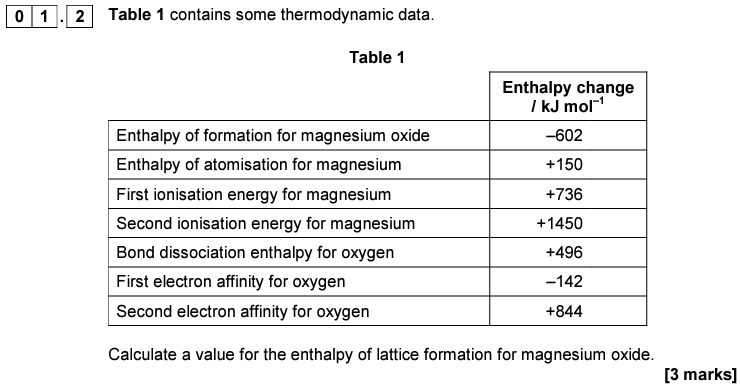 0 1 . 2 Table 1 contains some thermodynamic data.
Table 1
Enthalpy change
/ kJ mol⁻¹
Enthalpy of formation for magnesium oxide –602
Enthalpy of atomisation for magnesium +150
First ionisation energy for magnesium +736
Second ionisation energy for magnesium +1450
Bond dissociation enthalpy for oxygen +496
First electron affinity for oxygen –142
Second electron affinity for oxygen +844
Calculate a value for the enthalpy of lattice formation for magnesium oxide.
[3 marks]